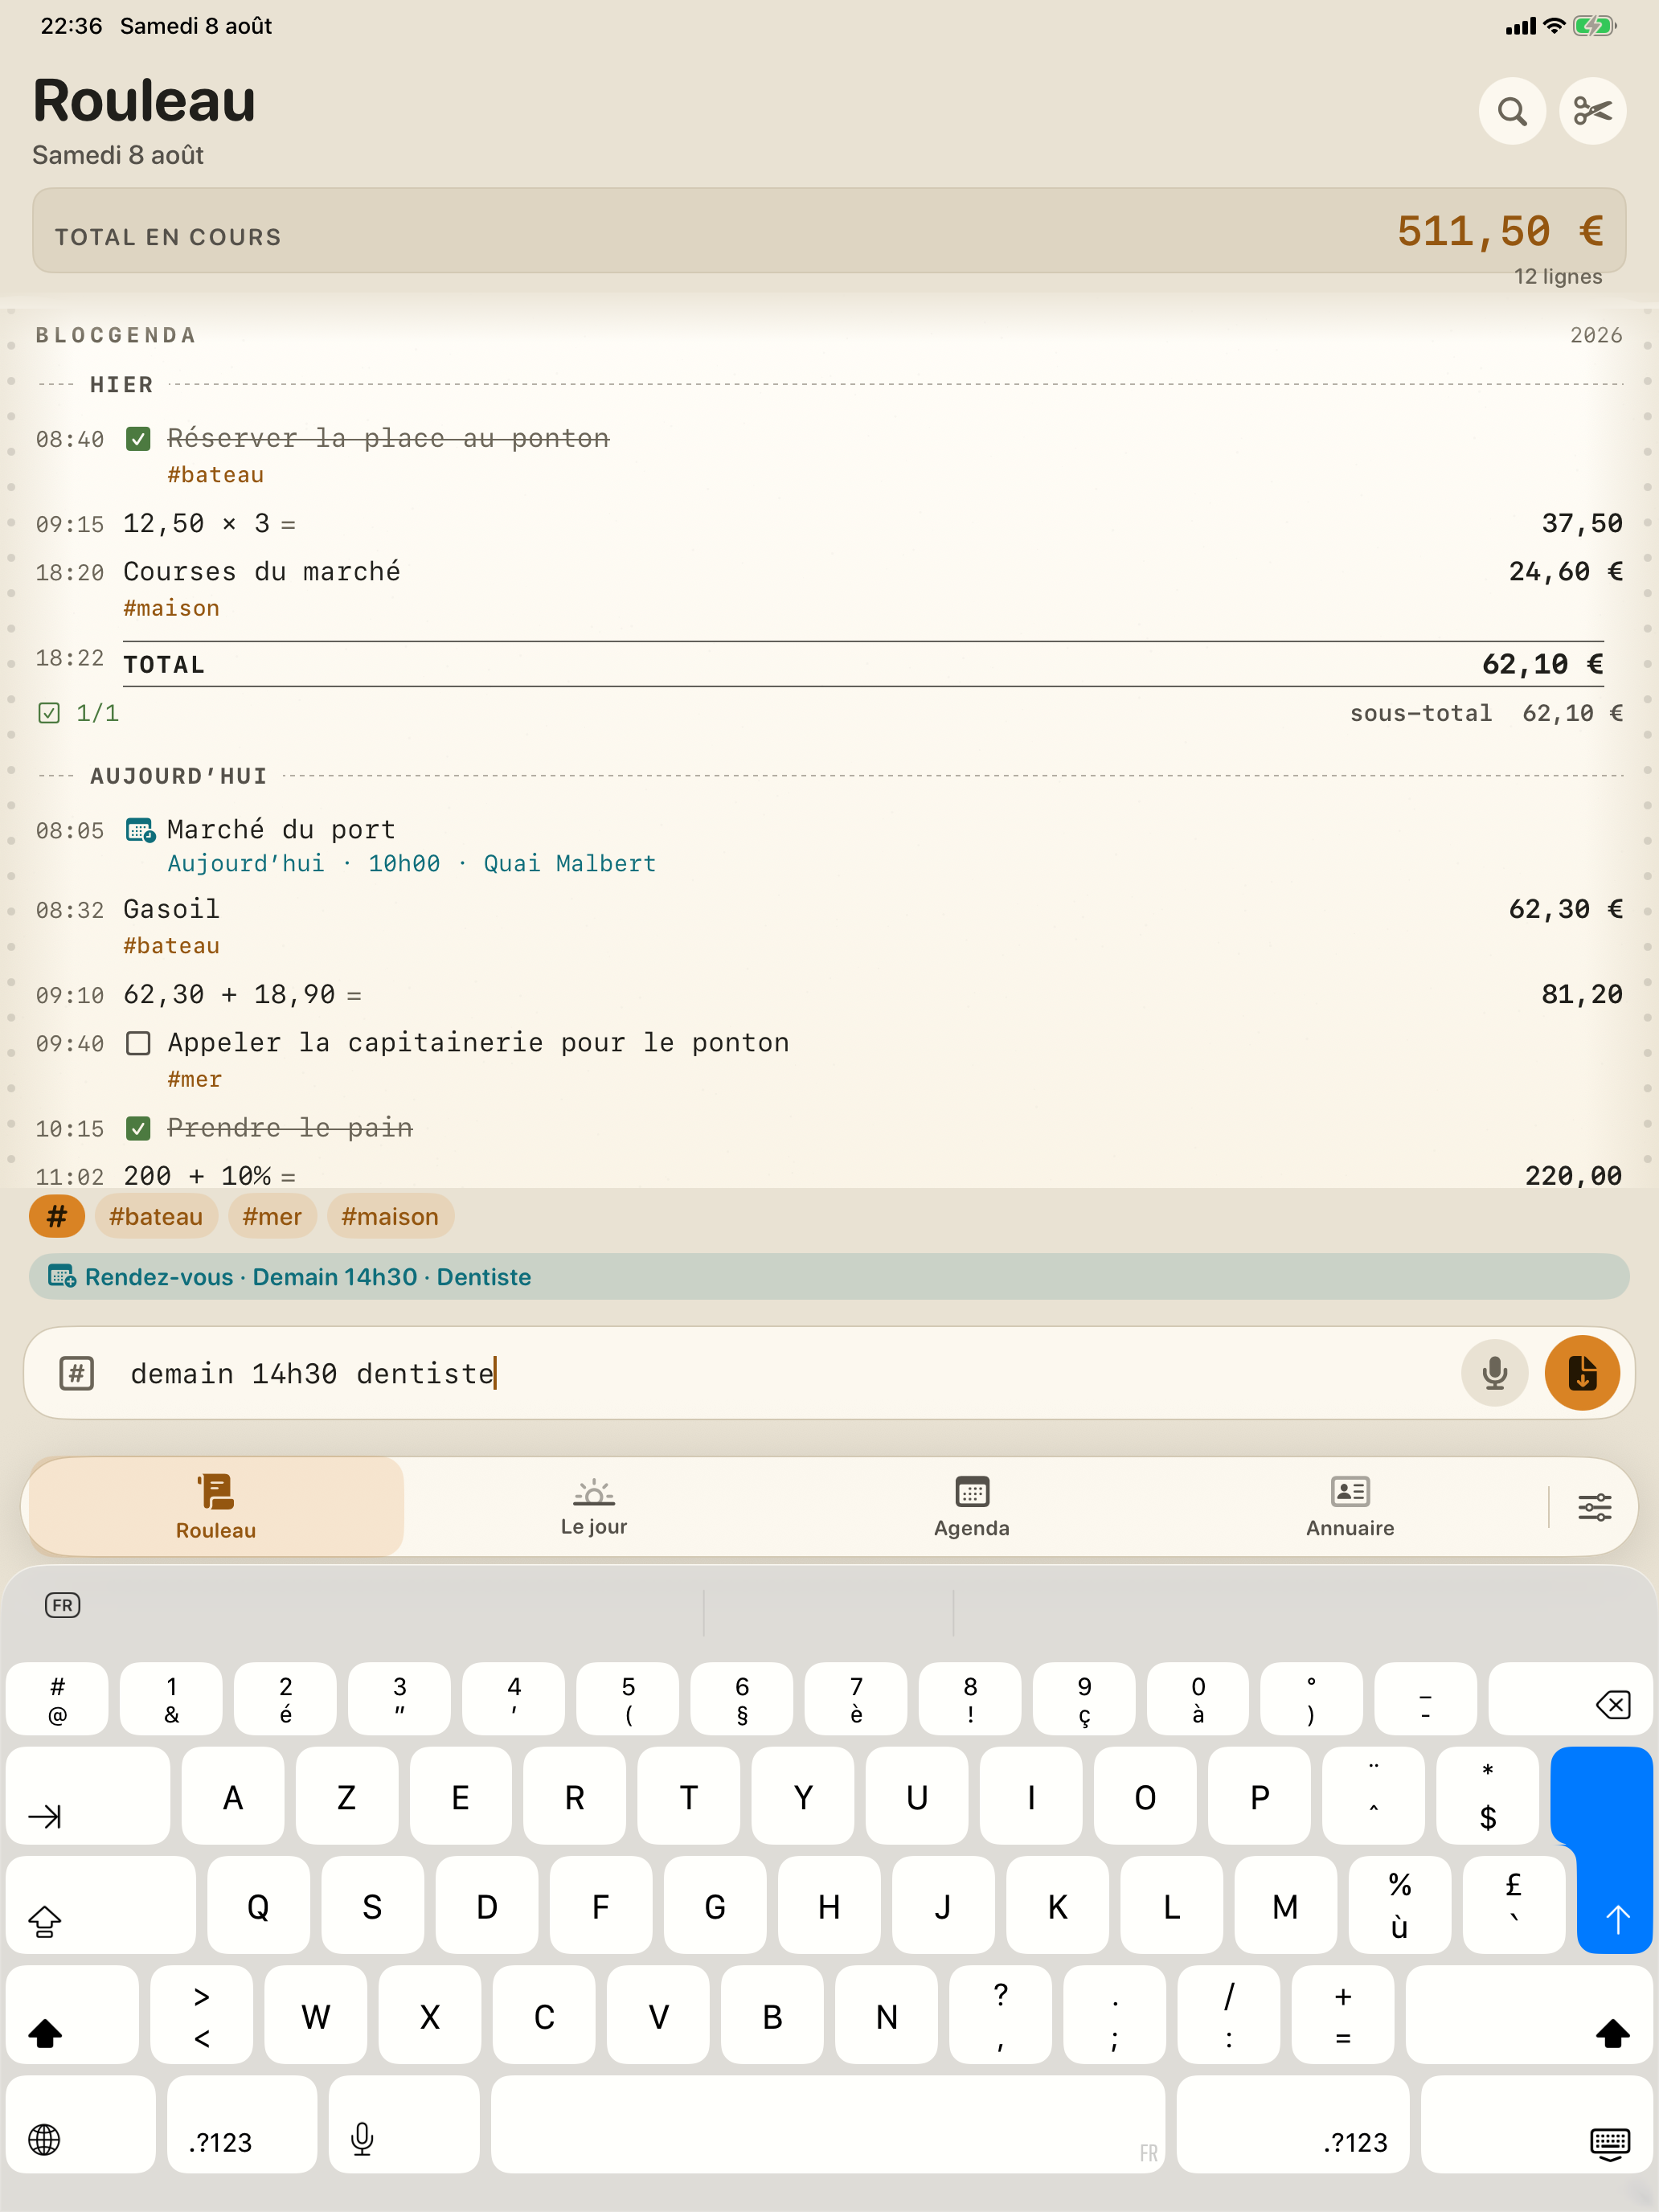 22:36 Samedi 8 août
Rouleau
Samedi 8 août
TOTAL EN COURS 511,50 €
12 lignes
BLOCGENDA 2026
HIER
08:40 Réserver la place au ponton
#bateau
09:15 12,50 × 3 = 37,50
18:20 Courses du marché 24,60 €
#maison
18:22 TOTAL 62,10 €
1/1 sous-total 62,10 €
AUJOURD’HUI
08:05 Marché du port
Aujourd’hui · 10h00 · Quai Malbert
08:32 Gasoil 62,30 €
#bateau
09:10 62,30 + 18,90 = 81,20
09:40 Appeler la capitainerie pour le ponton
#mer
10:15 Prendre le pain
11:02 200 + 10% = 220,00
# #bateau #mer #maison
Rendez-vous · Demain 14h30 · Dentiste
# demain 14h30 dentiste
Rouleau Le jour Agenda Annuaire
FR
# 1 2 3 4 5 6 7 8 9 0 ° _
@ & é " ' ( § è ! ç à ) -
A Z E R T Y U I O P ¨ ^ * $
Q S D F G H J K L M % ù £ `
> < W X C V B N ? , . ; / : + =
.?123 FR .?123